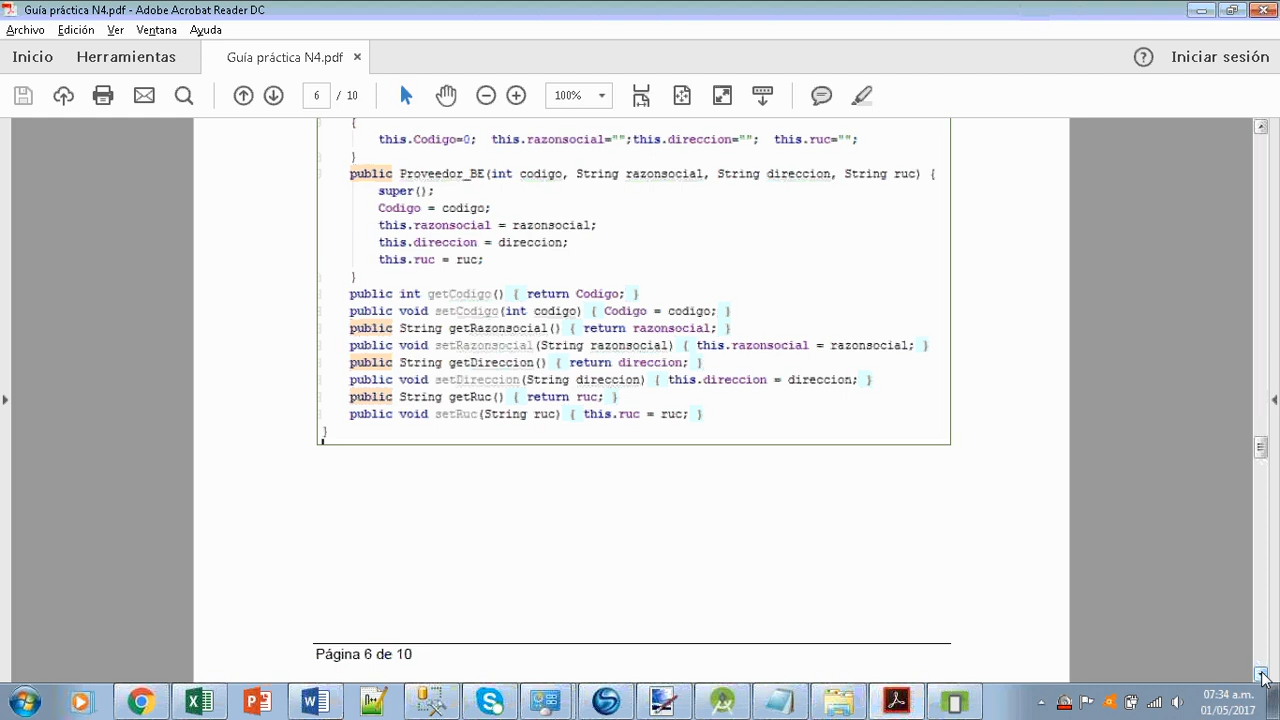 Guía práctica N4.pdf - Adobe Acrobat Reader DC
Archivo Edición Ver Ventana Ayuda
Inicio Herramientas Guía práctica N4.pdf × Iniciar sesión
6 / 10 100%
{
this.Codigo=0; this.razonsocial="";this.direccion=""; this.ruc="";
}
public Proveedor_BE(int codigo, String razonsocial, String direccion, String ruc) {
super();
Codigo = codigo;
this.razonsocial = razonsocial;
this.direccion = direccion;
this.ruc = ruc;
}
public int getCodigo() { return Codigo; }
public void setCodigo(int codigo) { Codigo = codigo; }
public String getRazonsocial() { return razonsocial; }
public void setRazonsocial(String razonsocial) { this.razonsocial = razonsocial; }
public String getDireccion() { return direccion; }
public void setDireccion(String direccion) { this.direccion = direccion; }
public String getRuc() { return ruc; }
public void setRuc(String ruc) { this.ruc = ruc; }
}
Página 6 de 10
07:34 a.m.
01/05/2017